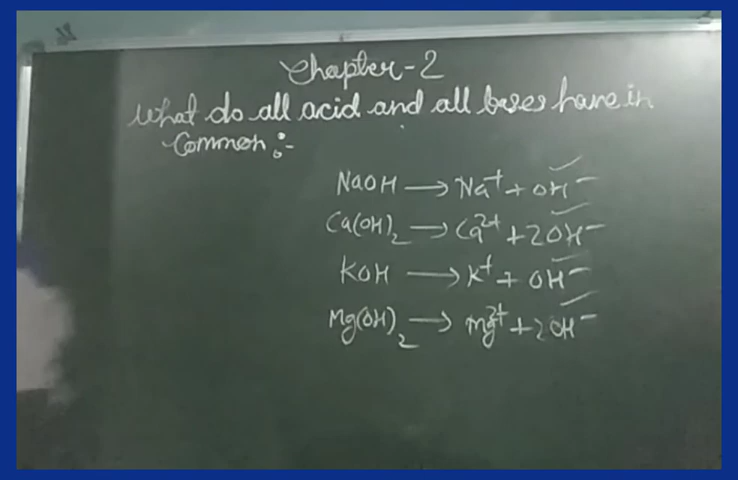 Chapter-2
What do all acid and all bases have in
Common :-
NaOH → Na⁺ + OH⁻
Ca(OH)₂ → Ca²⁺ + 2OH⁻
KOH → K⁺ + OH⁻
Mg(OH)₂ → Mg²⁺ + 2OH⁻